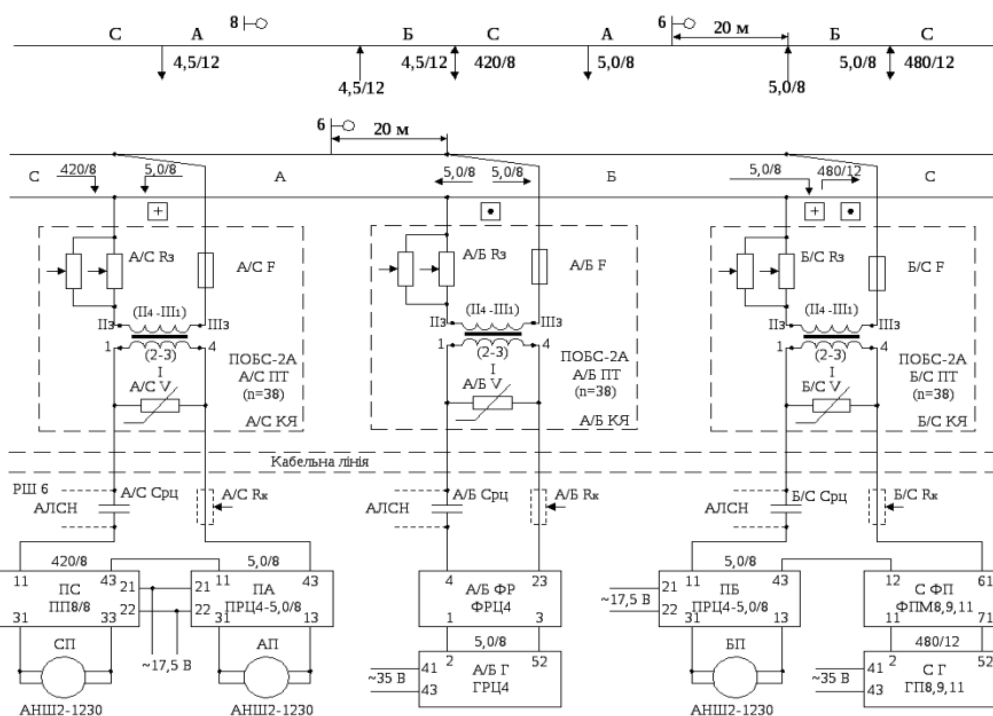 С А 8 Б С А 6 20 м Б С
4,5/12 4,5/12 4,5/12 420/8 5,0/8 5,0/8 5,0/8 480/12
6 20 м
С 420/8 5,0/8 А 5,0/8 5,0/8 Б 5,0/8 480/12 С
А/С Rз А/С F
А/Б Rз А/Б F
Б/С Rз Б/С F
(II4 -III1) (II4 -III1) (II4 -III1)
IIз IIIз IIз IIIз IIз IIIз
1 (2-3) 4 1 (2-3) 4 1 (2-3) 4
I I I
ПОБС-2А ПОБС-2А ПОБС-2А
А/С V А/С ПТ А/Б V А/Б ПТ Б/С V Б/С ПТ
(n=38) (n=38) (n=38)
А/С КЯ А/Б КЯ Б/С КЯ
Кабельна лінія
РШ 6 А/С Cрц А/С Rк А/Б Cрц А/Б Rк Б/С Cрц Б/С Rк
АЛСН АЛСН АЛСН
420/8 5,0/8 5,0/8
11 43 11 43 4 23 11 43 12 61
ПС 21 21 ПА А/Б ФР ~17,5 В 21 ПБ С ФП
ПП8/8 22 22 ПРЦ4-5,0/8 ФРЦ4 22 ПРЦ4-5,0/8 ФПМ8,9,11
31 33 31 13 1 3 31 13 11 71
СП ~17,5 В АП 5,0/8 БП 480/12
2 52 2 52
~35 В 41 А/Б Г ~35 В 41 С Г
43 ГРЦ4 43 ГП8,9,11
АНШ2-1230 АНШ2-1230 АНШ2-1230